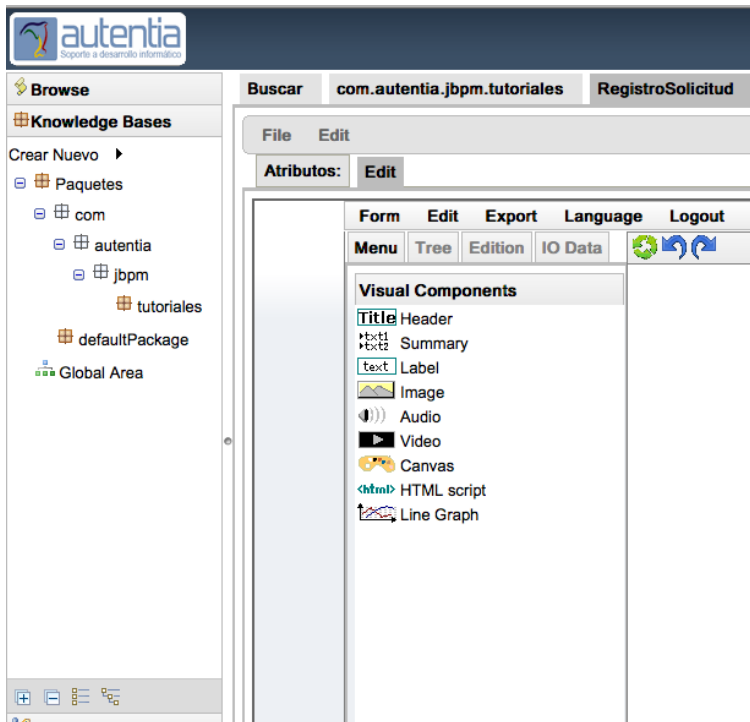 autentia
Soporte a desarrollo informático
Browse
Knowledge Bases
Crear Nuevo
Paquetes
com
autentia
jbpm
tutoriales
defaultPackage
Global Area
Buscar com.autentia.jbpm.tutoriales RegistroSolicitud
File Edit
Atributos: Edit
Form Edit Export Language Logout
Menu Tree Edition IO Data
Visual Components
Title Header
txt1 txt2 Summary
text Label
Image
Audio
Video
Canvas
<html> HTML script
Line Graph